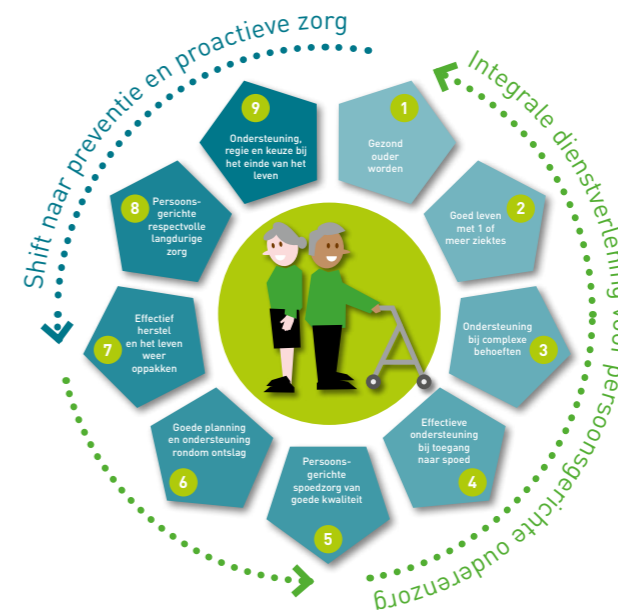 Shift naar preventie en proactieve zorg
Integrale dienstverlening voor persoonsgerichte ouderenzorg
1
Gezond
ouder
worden
2
Goed leven
met 1 of
meer ziektes
3
Ondersteuning
bij complexe
behoeften
4
Effectieve
ondersteuning
bij toegang
naar spoed
5
Persoons-
gerichte
spoedzorg van
goede kwaliteit
6
Goede planning
en ondersteuning
rondom ontslag
7
Effectief
herstel
en het leven
weer
oppakken
8
Persoons-
gerichte
respectvolle
langdurige
zorg
9
Ondersteuning,
regie en keuze bij
het einde van het
leven